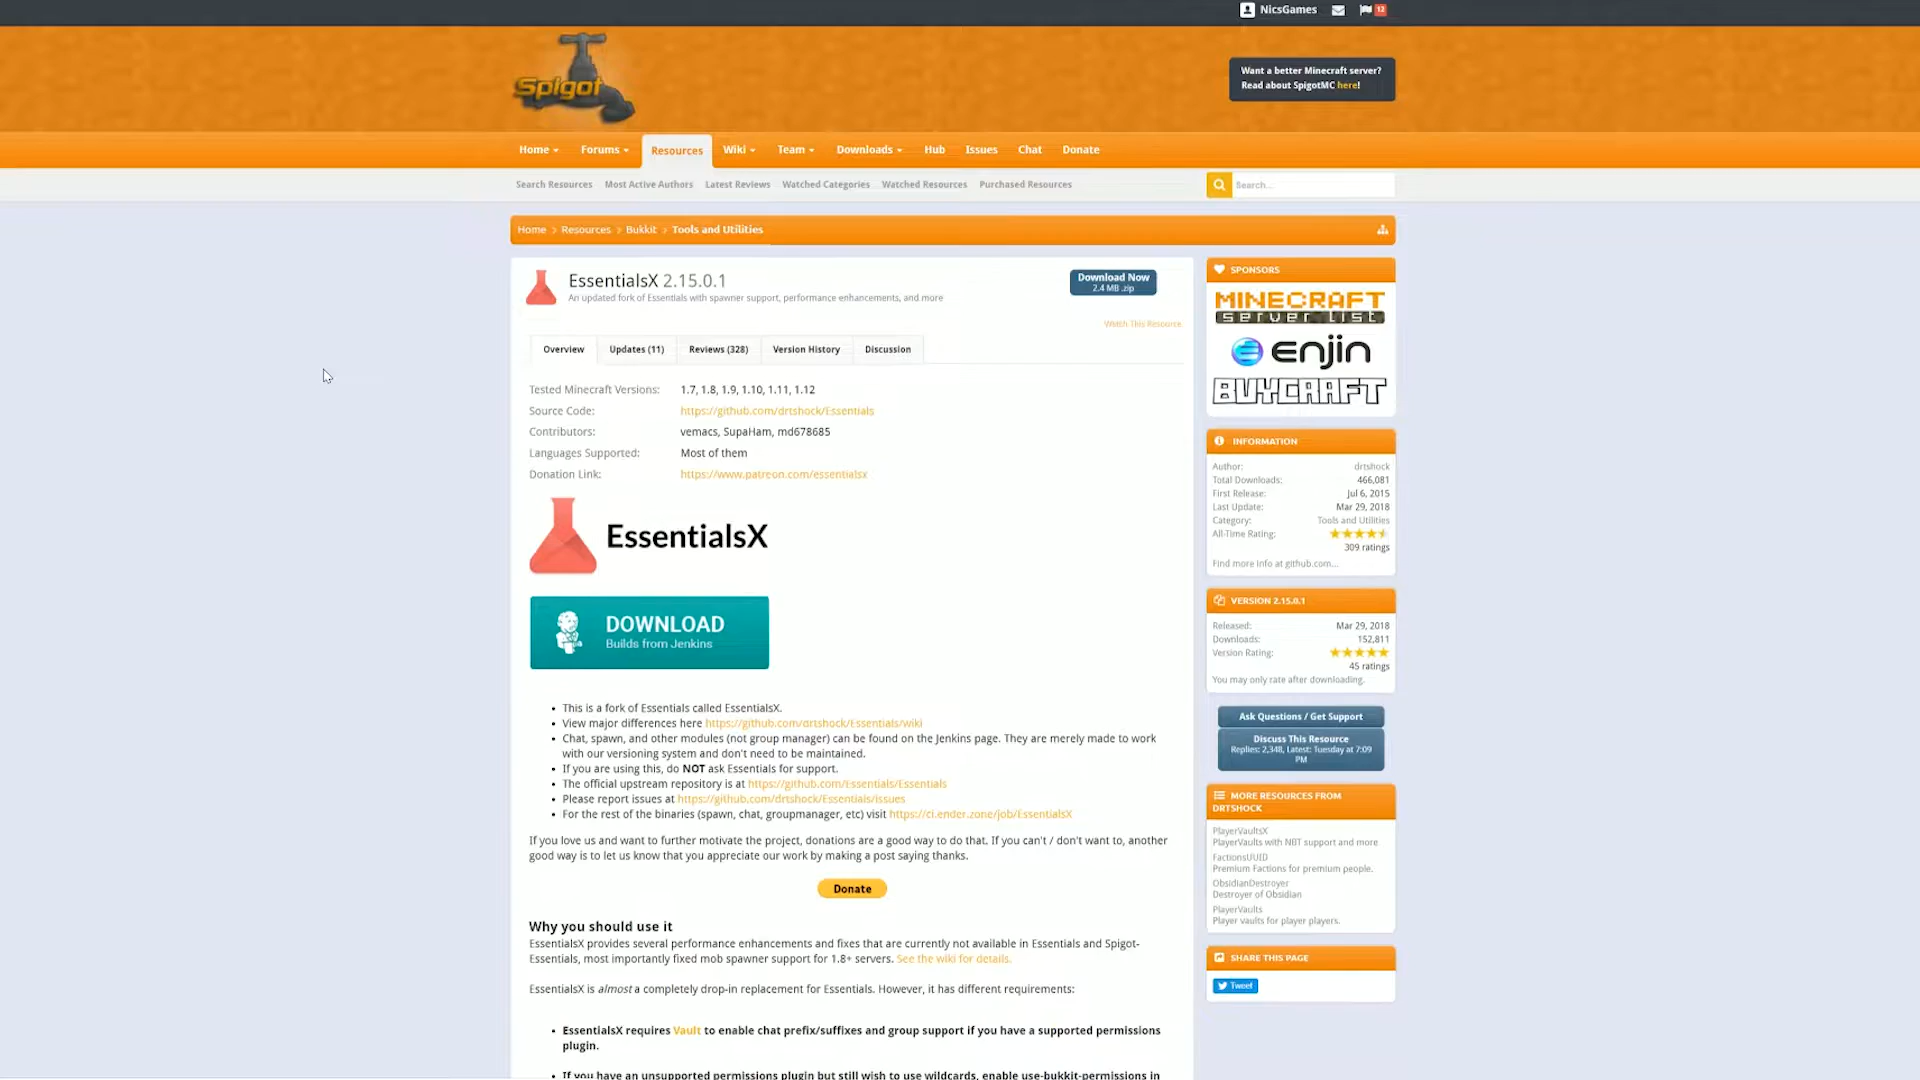 NicsGames
12
Spigot
Want a better Minecraft server?
Read about SpigotMC here!
Home Forums Resources Wiki Team Downloads Hub Issues Chat Donate
Search Resources Most Active Authors Latest Reviews Watched Categories Watched Resources Purchased Resources
Search...
Home > Resources > Bukkit > Tools and Utilities
EssentialsX 2.15.0.1
An updated fork of Essentials with spawner support, performance enhancements, and more
Download Now
2.4 MB .zip
Watch This Resource
Overview Updates (11) Reviews (328) Version History Discussion
Tested Minecraft Versions: 1.7, 1.8, 1.9, 1.10, 1.11, 1.12
Source Code: https://github.com/drtshock/Essentials
Contributors: vemacs, SupaHam, md678685
Languages Supported: Most of them
Donation Link: https://www.patreon.com/essentialsx
EssentialsX
DOWNLOAD
Builds from Jenkins
• This is a fork of Essentials called EssentialsX.
• View major differences here https://github.com/drtshock/Essentials/wiki
• Chat, spawn, and other modules (not group manager) can be found on the Jenkins page. They are merely made to work
with our versioning system and don't need to be maintained.
• If you are using this, do NOT ask Essentials for support.
• The official upstream repository is at https://github.com/Essentials/Essentials
• Please report issues at https://github.com/drtshock/Essentials/issues
• For the rest of the binaries (spawn, chat, groupmanager, etc) visit https://ci.ender.zone/job/EssentialsX
If you love us and want to further motivate the project, donations are a good way to do that. If you can't / don't want to, another
good way is to let us know that you appreciate our work by making a post saying thanks.
Donate
Why you should use it
EssentialsX provides several performance enhancements and fixes that are currently not available in Essentials and Spigot-
Essentials, most importantly fixed mob spawner support for 1.8+ servers. See the wiki for details.
EssentialsX is almost a completely drop-in replacement for Essentials. However, it has different requirements:
• EssentialsX requires Vault to enable chat prefix/suffixes and group support if you have a supported permissions
plugin.
• If you have an unsupported permissions plugin but still wish to use wildcards, enable use-bukkit-permissions in
SPONSORS
MINECRAFT
server list
enjin
BUYCRAFT
INFORMATION
Author: drtshock
Total Downloads: 466,081
First Release: Jul 6, 2015
Last Update: Mar 29, 2018
Category: Tools and Utilities
All-Time Rating:
309 ratings
Find more info at github.com...
VERSION 2.15.0.1
Released: Mar 29, 2018
Downloads: 152,811
Version Rating:
45 ratings
You may only rate after downloading.
Ask Questions / Get Support
Discuss This Resource
Replies: 2,348, Latest: Tuesday at 7:09
PM
MORE RESOURCES FROM
DRTSHOCK
PlayerVaultsX
PlayerVaults with NBT support and more
FactionsUUID
Premium Factions for premium people.
ObsidianDestroyer
Destroyer of Obsidian
PlayerVaults
Player vaults for player players.
SHARE THIS PAGE
Tweet